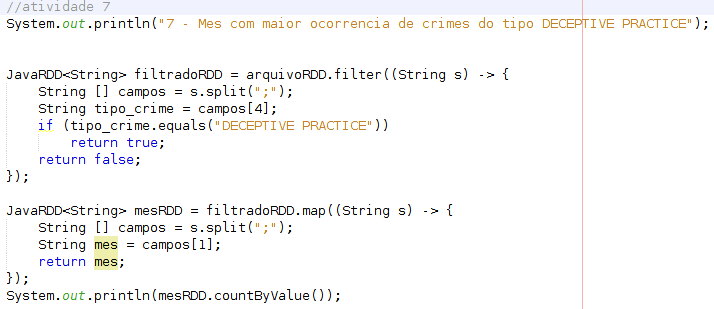 //atividade 7
System.out.println("7 - Mes com maior ocorrencia de crimes do tipo DECEPTIVE PRACTICE");
JavaRDD<String> filtradoRDD = arquivoRDD.filter((String s) -> {
String [] campos = s.split(";");
String tipo_crime = campos[4];
if (tipo_crime.equals("DECEPTIVE PRACTICE"))
return true;
return false;
});
JavaRDD<String> mesRDD = filtradoRDD.map((String s) -> {
String [] campos = s.split(";");
String mes = campos[1];
return mes;
});
System.out.println(mesRDD.countByValue());